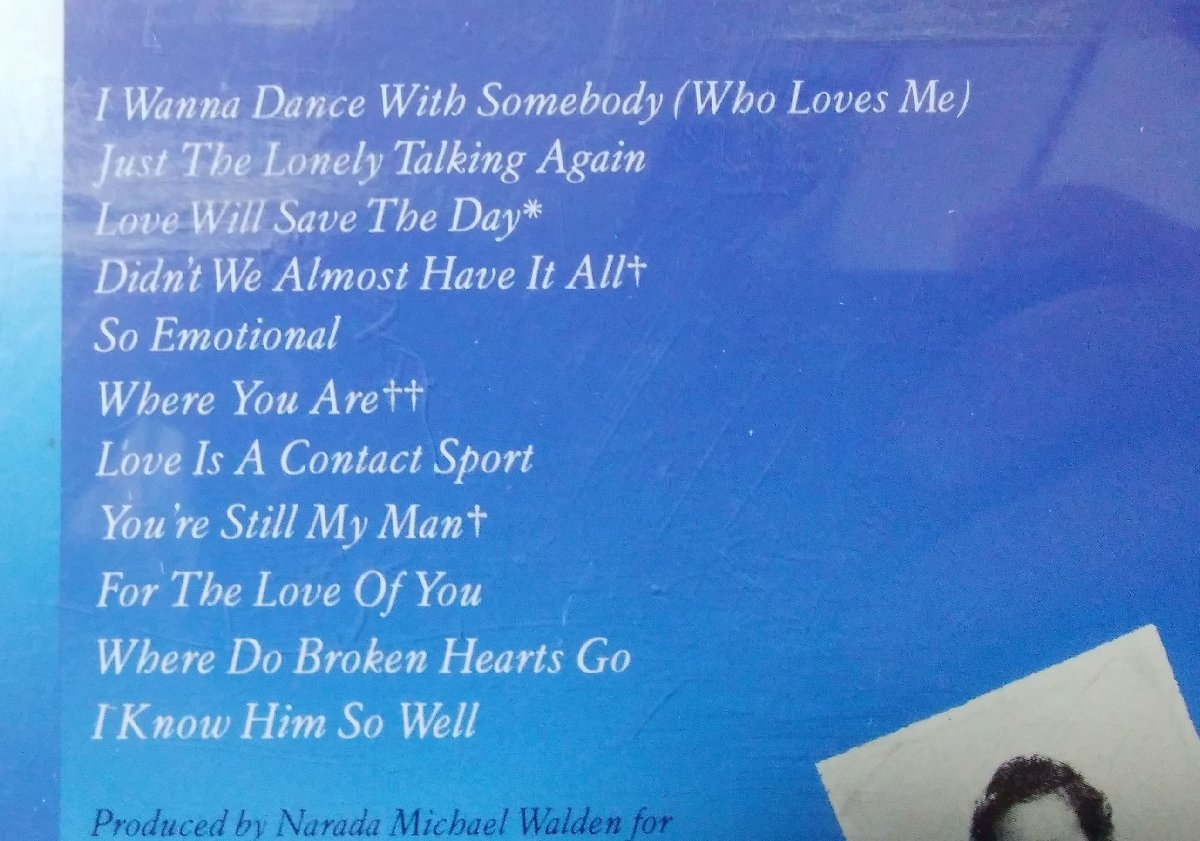 I Wanna Dance With Somebody (Who Loves Me)
Just The Lonely Talking Again
Love Will Save The Day*
Didn't We Almost Have It All†
So Emotional
Where You Are††
Love Is A Contact Sport
You're Still My Man†
For The Love Of You
Where Do Broken Hearts Go
I Know Him So Well
Produced by Narada Michael Walden for